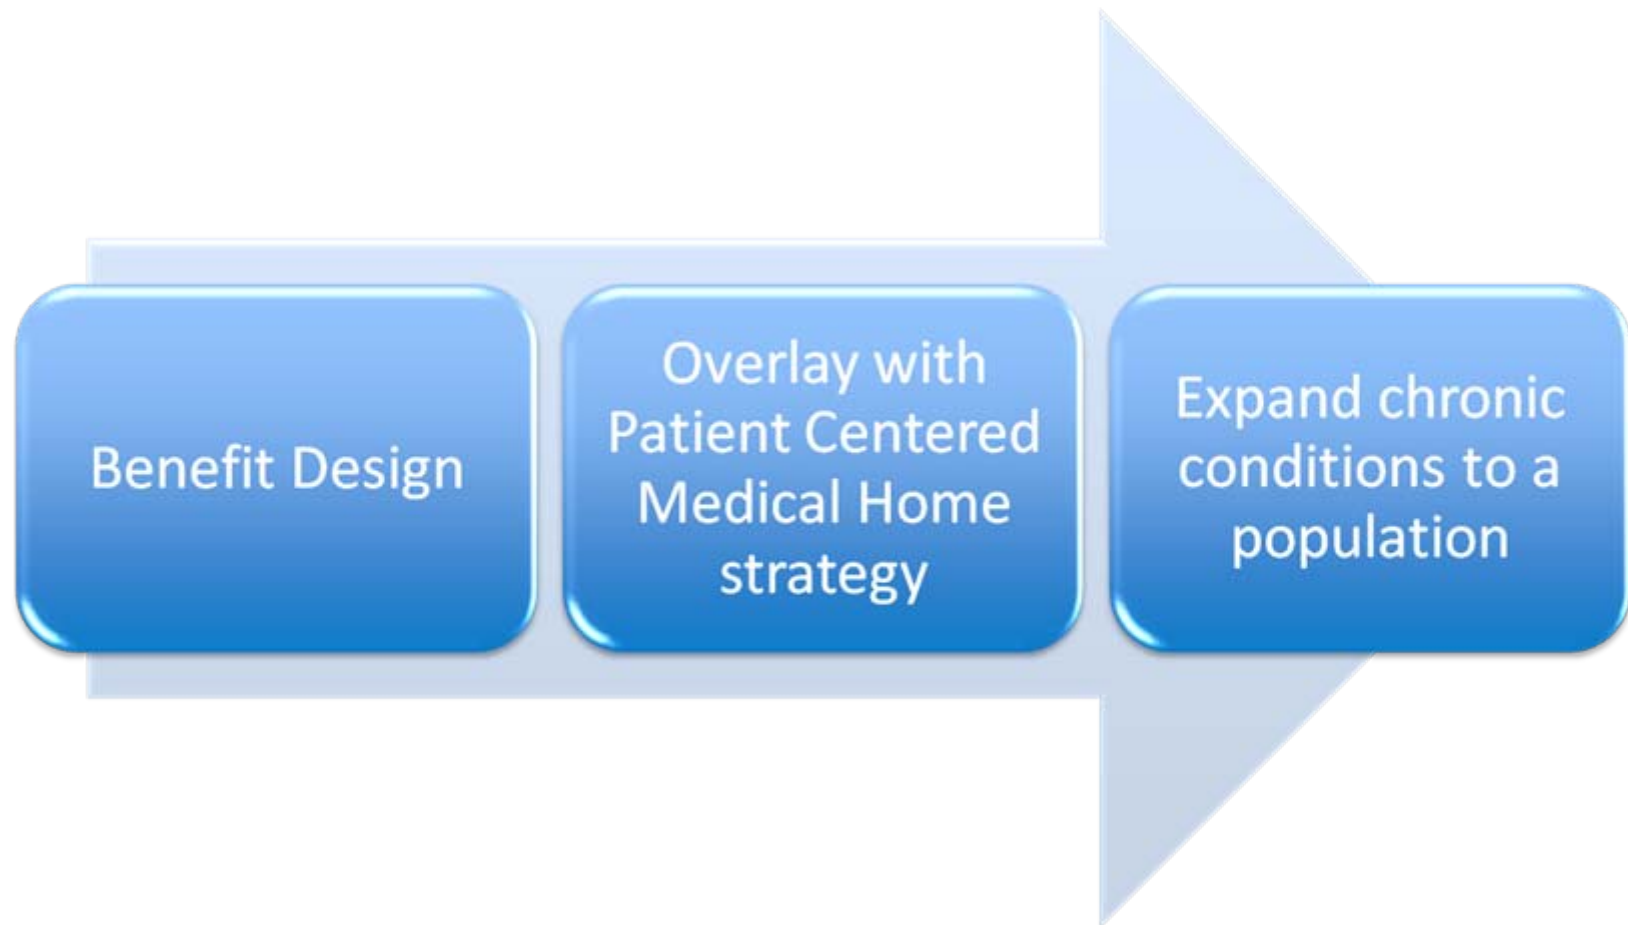 Benefit Design
Overlay with
Patient Centered
Medical Home
strategy
Expand chronic
conditions to a
population